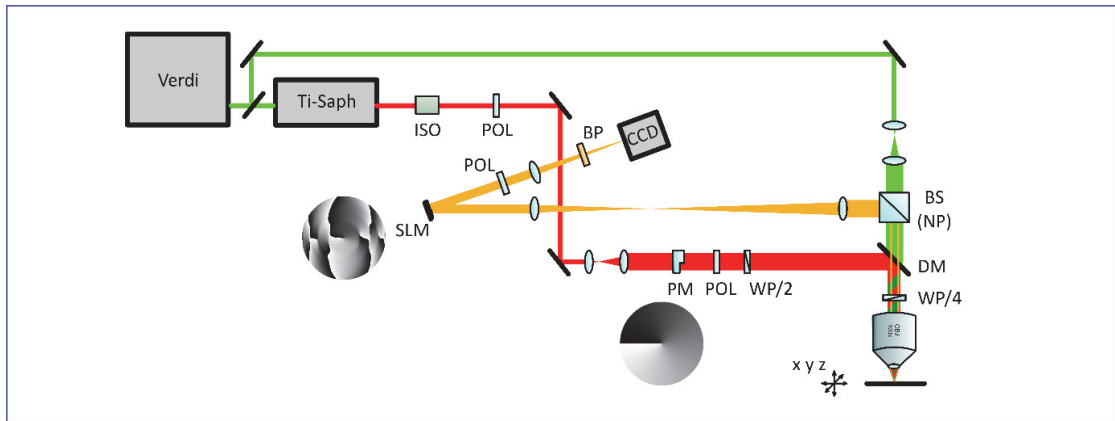 Verdi
Ti-Saph
ISO
POL
BP
CCD
POL
SLM
BS
(NP)
DM
PM
POL
WP/2
WP/4
x y z